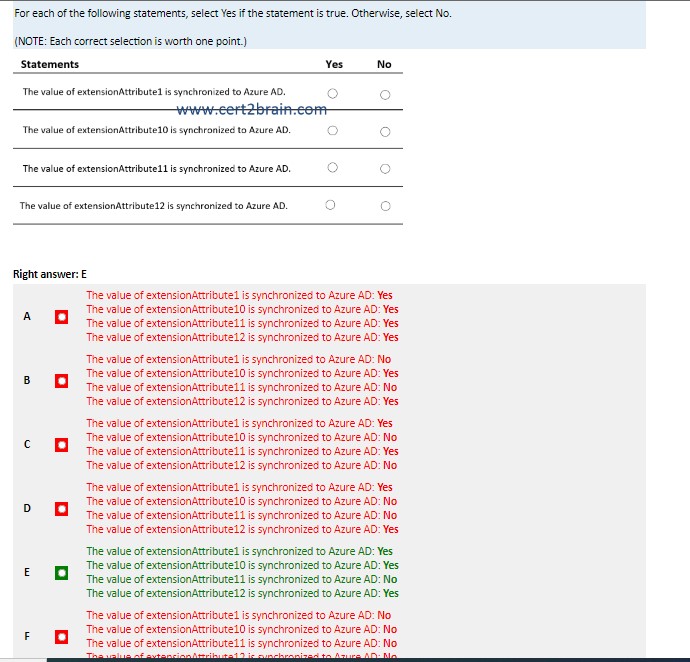 For each of the following statements, select Yes if the statement is true. Otherwise, select No.
(NOTE: Each correct selection is worth one point.)
Statements Yes No
The value of extensionAttribute1 is synchronized to Azure AD.
www.cert2brain.com
The value of extensionAttribute10 is synchronized to Azure AD.
The value of extensionAttribute11 is synchronized to Azure AD.
The value of extensionAttribute12 is synchronized to Azure AD.
Right answer: E
The value of extensionAttribute1 is synchronized to Azure AD: Yes
The value of extensionAttribute10 is synchronized to Azure AD: Yes
A
The value of extensionAttribute11 is synchronized to Azure AD: Yes
The value of extensionAttribute12 is synchronized to Azure AD: Yes
The value of extensionAttribute1 is synchronized to Azure AD: No
The value of extensionAttribute10 is synchronized to Azure AD: Yes
B
The value of extensionAttribute11 is synchronized to Azure AD: No
The value of extensionAttribute12 is synchronized to Azure AD: Yes
The value of extensionAttribute1 is synchronized to Azure AD: Yes
The value of extensionAttribute10 is synchronized to Azure AD: No
C
The value of extensionAttribute11 is synchronized to Azure AD: Yes
The value of extensionAttribute12 is synchronized to Azure AD: No
The value of extensionAttribute1 is synchronized to Azure AD: Yes
The value of extensionAttribute10 is synchronized to Azure AD: No
D
The value of extensionAttribute11 is synchronized to Azure AD: No
The value of extensionAttribute12 is synchronized to Azure AD: Yes
The value of extensionAttribute1 is synchronized to Azure AD: Yes
The value of extensionAttribute10 is synchronized to Azure AD: Yes
E
The value of extensionAttribute11 is synchronized to Azure AD: No
The value of extensionAttribute12 is synchronized to Azure AD: Yes
The value of extensionAttribute1 is synchronized to Azure AD: No
The value of extensionAttribute10 is synchronized to Azure AD: No
F
The value of extensionAttribute11 is synchronized to Azure AD: No
The value of extensionAttribute12 is synchronized to Azure AD: No